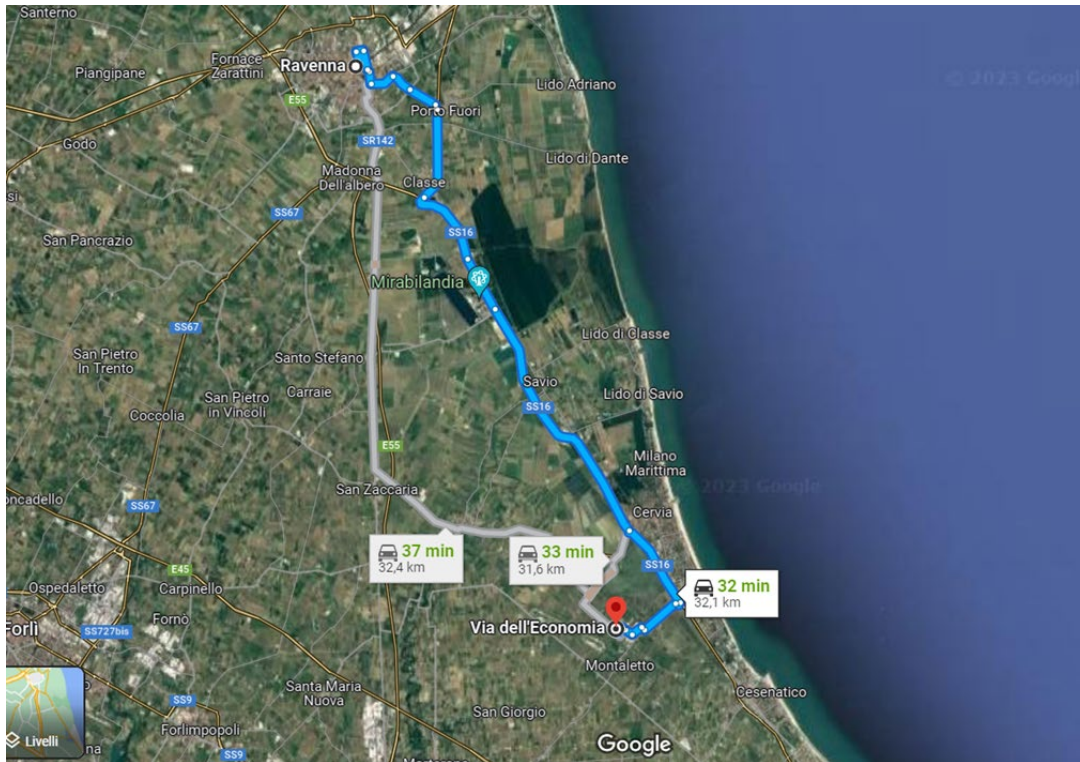 Santerno
© 2023 Google
Fornace
Zarattini
Ravenna
Piangipane
Lido Adriano
E55
Porto Fuori
SR142
Godo
Lido di Dante
Madonna
Dell'albero
Classe
SS67
SS16
San Pancrazio
Mirabilandia
SS67
Lido di Classe
San Pietro
In Trento
Santo Stefano
Savio
Carraie
San Pietro
in Vincoli
Lido di Savio
SS16
Coccolia
E55
Milano
Marittima
San Zaccaria
2023 Google
SS67
Cervia
37 min
32,4 km
33 min
31,6 km
SS16
E45
32 min
32,1 km
Ospedaletto
Carpinello
Forno
Forlì
SS727bis
Via dell'Economia
Montaletto
Santa Maria
Nuova
Cesenatico
SS9
San Giorgio
Forlimpopoli
Livelli
SS9
Google